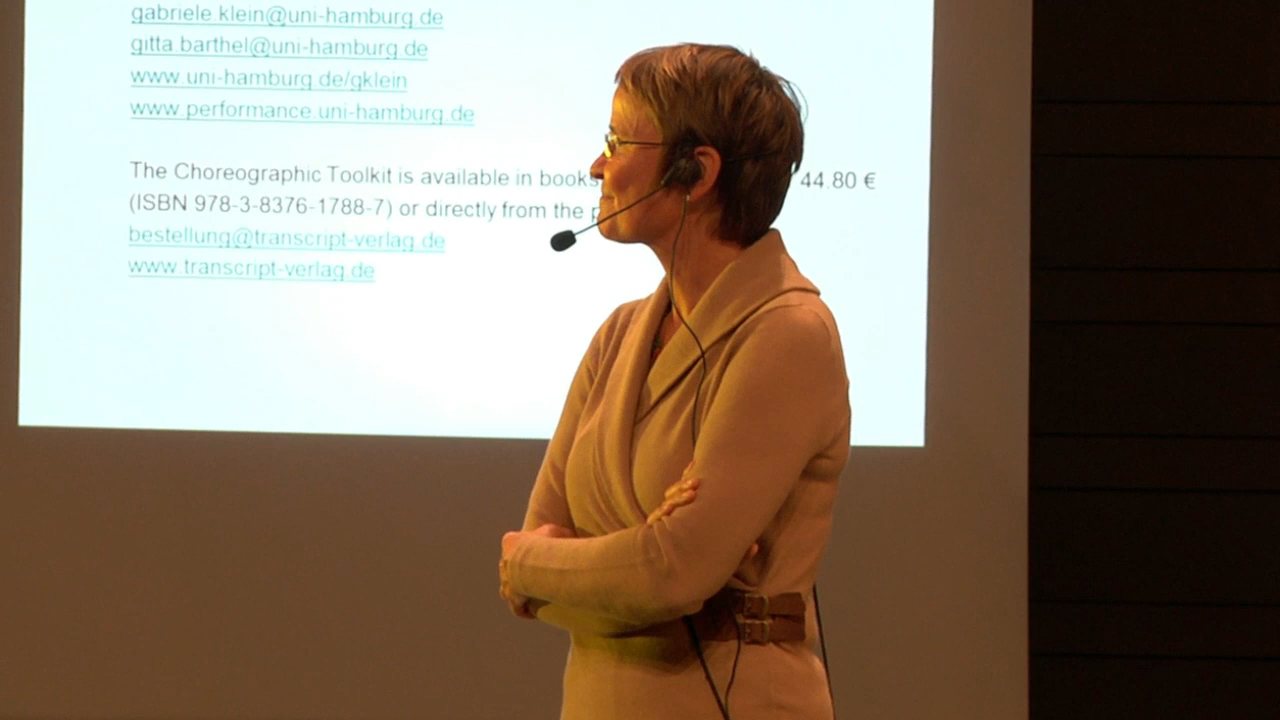 gabriele.klein@uni-hamburg.de
gitta.barthel@uni-hamburg.de
www.uni-hamburg.de/gklein
www.performance.uni-hamburg.de
The Choreographic Toolkit is available in books 44.80 €
(ISBN 978-3-8376-1788-7) or directly from the
bestellung@transcript-verlag.de
www.transcript-verlag.de